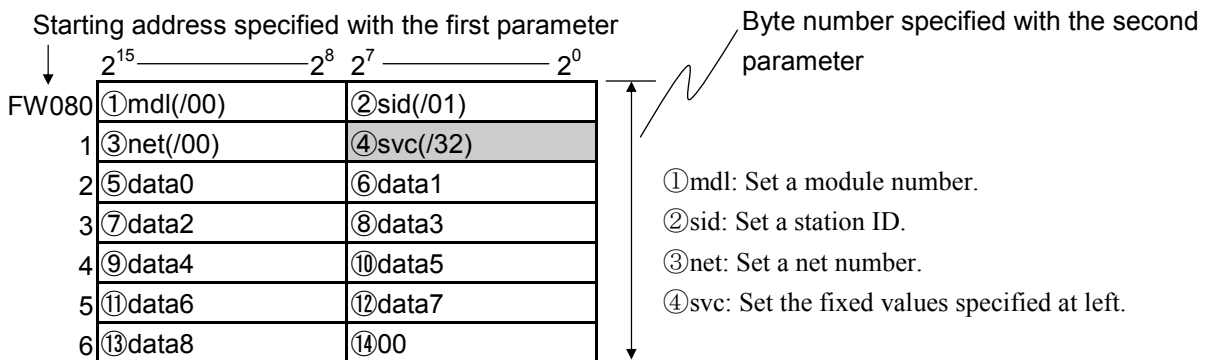 Starting address specified with the first parameter
Byte number specified with the second
parameter
2^15 2^8 2^7 2^0
FW080 ①mdl(/00) ②sid(/01)
1 ③net(/00) ④svc(/32)
2 ⑤data0 ⑥data1
3 ⑦data2 ⑧data3
4 ⑨data4 ⑩data5
5 ⑪data6 ⑫data7
6 ⑬data8 ⑭00
①mdl: Set a module number.
②sid: Set a station ID.
③net: Set a net number.
④svc: Set the fixed values specified at left.